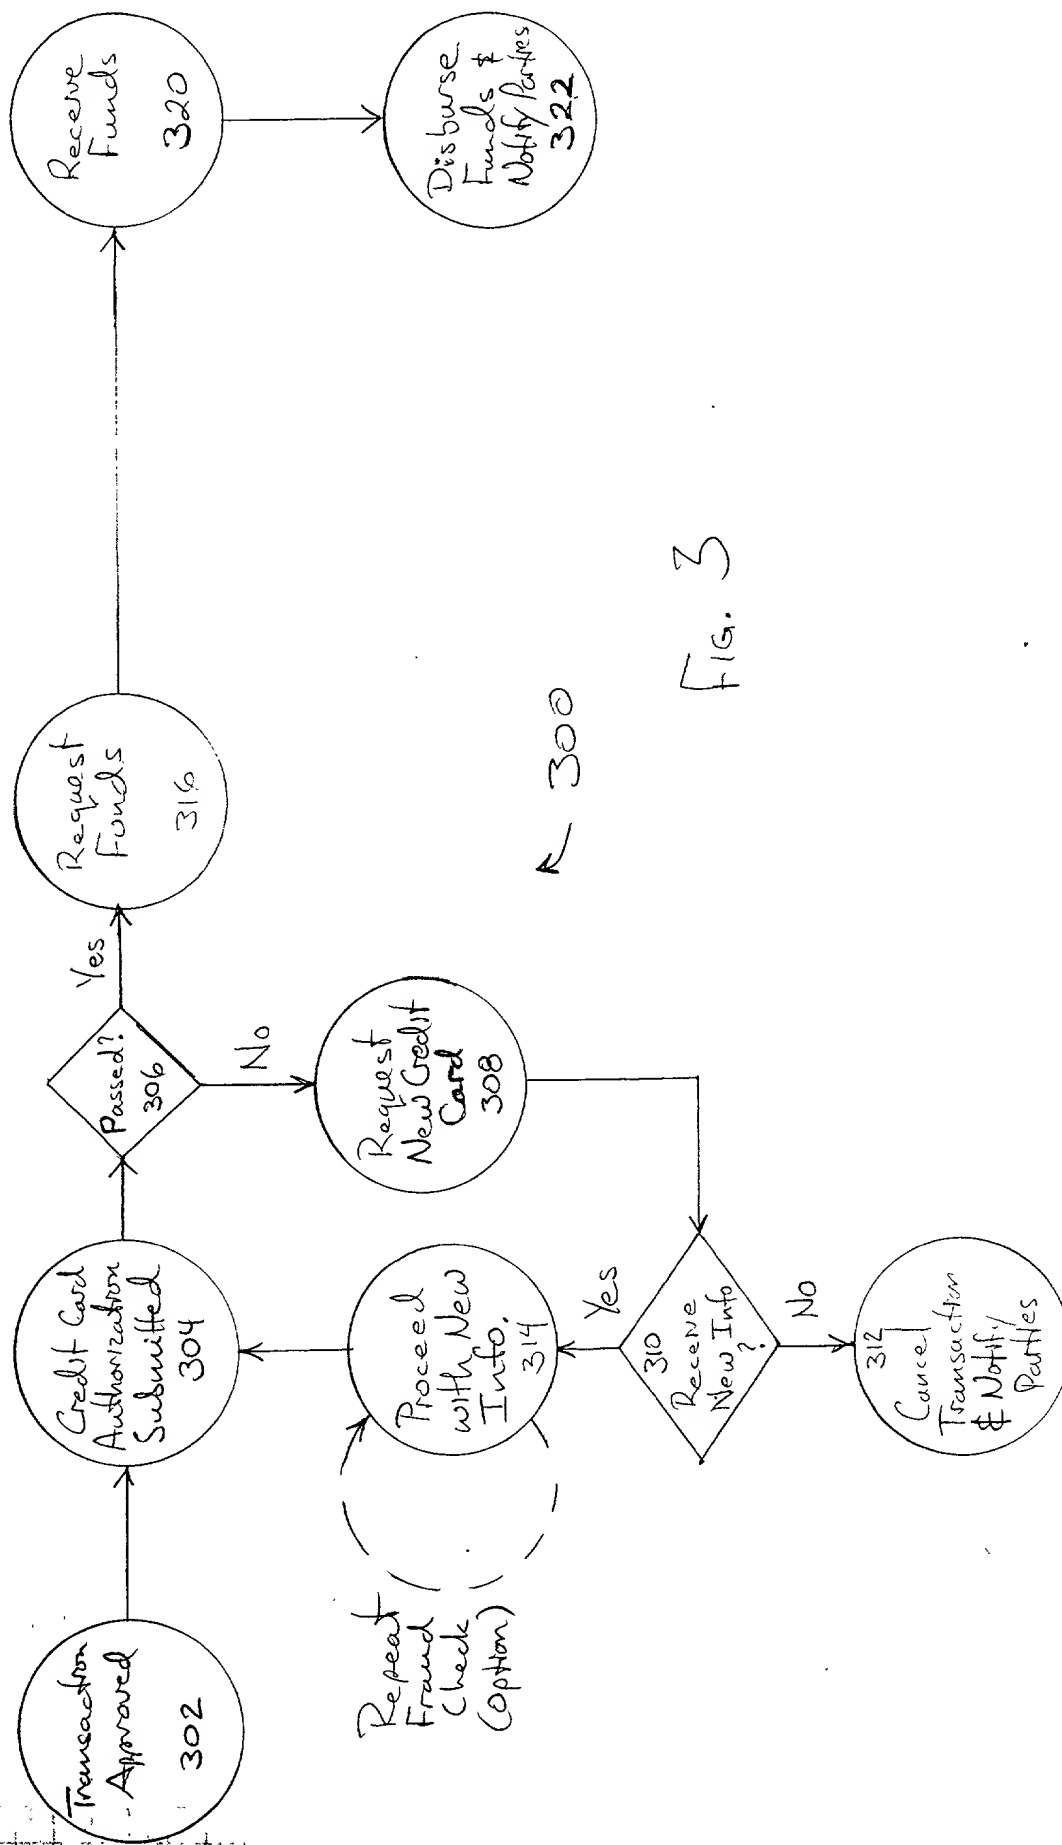 Transaction
Approved
302
Credit Card
Authorization
Submitted
304
Passed?
306
Yes
No
Request
Funds
316
Receive
Funds
320
Disburse
Funds &
Notify Parties
322
Request
New Credit
Card
308
310
Receive
New Info
?
Yes
No
Proceed
with New
Info.
314
Repeat
Fraud
Check
(option)
312
Cancel
Transaction
& Notify
Parties
300
FIG. 3